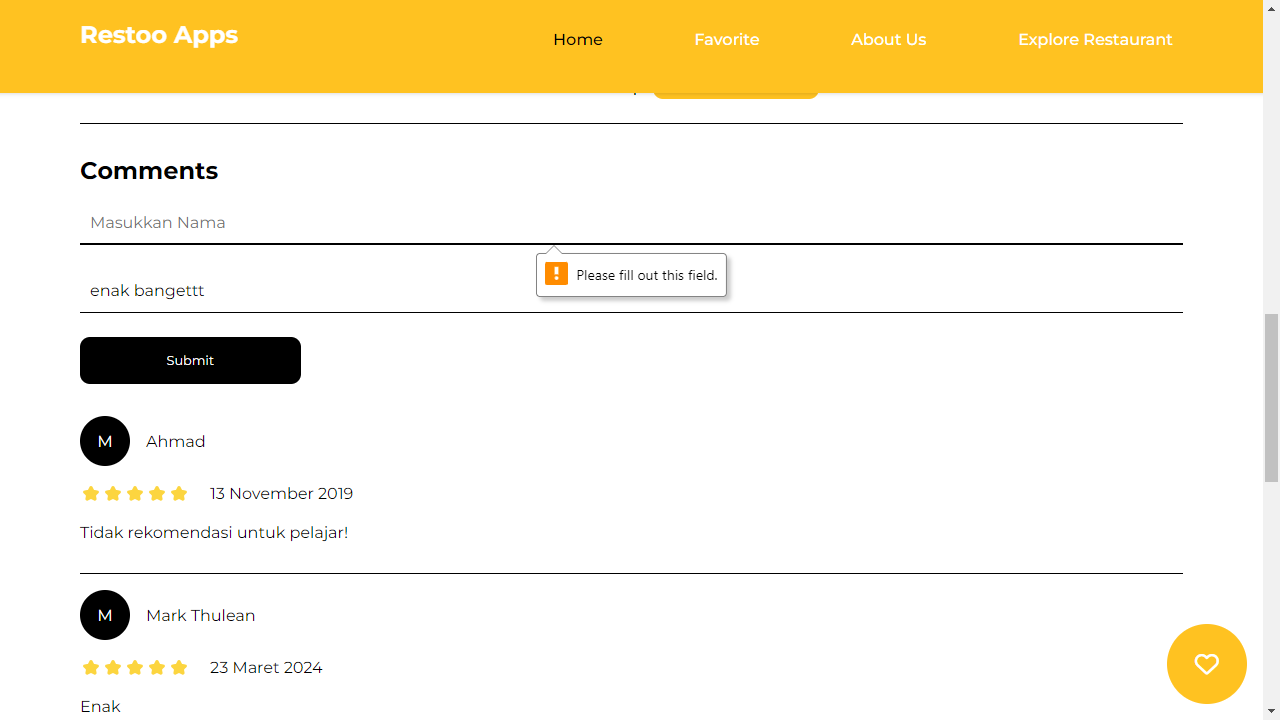 Restoo Apps
Home
Favorite
About Us
Explore Restaurant
Comments
Masukkan Nama
Please fill out this field.
enak bangettt
Submit
M
Ahmad
13 November 2019
Tidak rekomendasi untuk pelajar!
M
Mark Thulean
23 Maret 2024
Enak